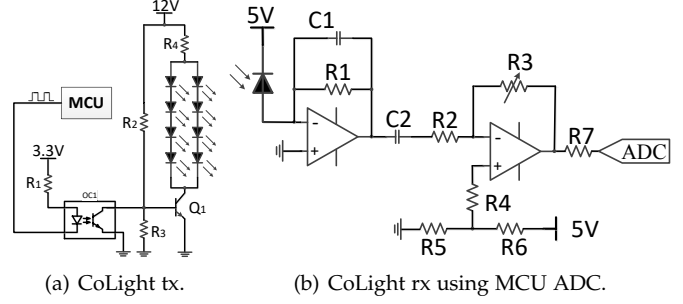 12V
R4
MCU
R2
3.3V
R1
OC1
Q1
R3
(a) CoLight tx.
5V
C1
R1
R3
C2
R2
R7
ADC
R4
R5
R6
5V
(b) CoLight rx using MCU ADC.